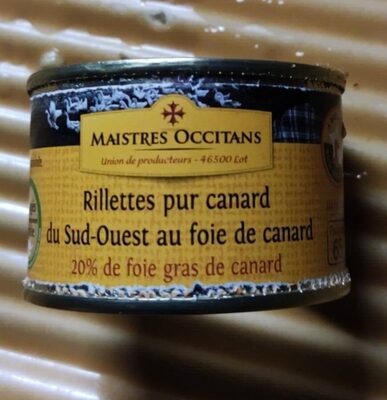 MAISTRES OCCITANS
Union de producteurs - 46500 Lot
Rillettes pur canard
du Sud-Ouest au foie de canard
20% de foie gras de canard